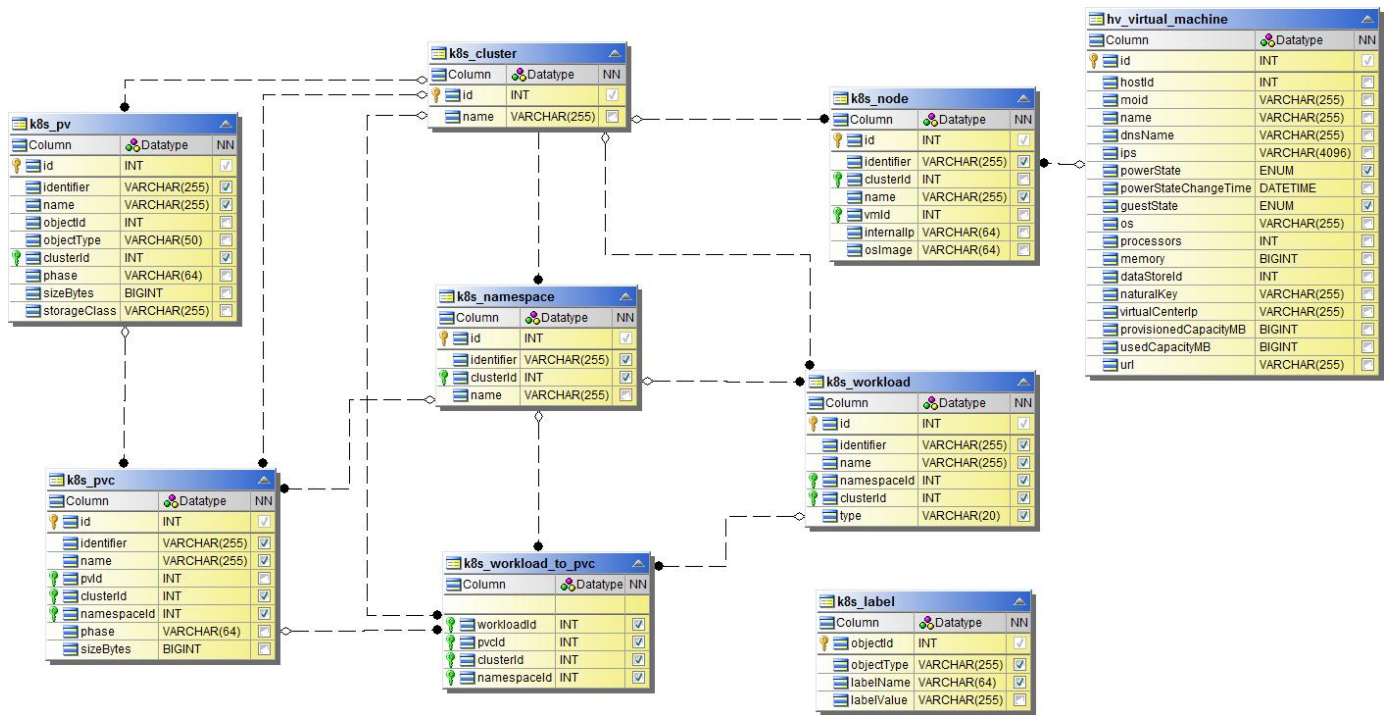 k8s_cluster
Column Datatype NN
id INT
name VARCHAR(255)
hv_virtual_machine
Column Datatype NN
id INT
hostId INT
moid VARCHAR(255)
name VARCHAR(255)
dnsName VARCHAR(255)
ips VARCHAR(4096)
powerState ENUM
powerStateChangeTime DATETIME
guestState ENUM
os VARCHAR(255)
processors INT
memory BIGINT
dataStoreId INT
naturalKey VARCHAR(255)
virtualCenterIp VARCHAR(255)
provisionedCapacityMB BIGINT
usedCapacityMB BIGINT
url VARCHAR(255)
k8s_node
Column Datatype NN
id INT
identifier VARCHAR(255)
clusterId INT
name VARCHAR(255)
vmId INT
internalIp VARCHAR(64)
osImage VARCHAR(64)
k8s_pv
Column Datatype NN
id INT
identifier VARCHAR(255)
name VARCHAR(255)
objectId INT
objectType VARCHAR(50)
clusterId INT
phase VARCHAR(64)
sizeBytes BIGINT
storageClass VARCHAR(255)
k8s_namespace
Column Datatype NN
id INT
identifier VARCHAR(255)
clusterId INT
name VARCHAR(255)
k8s_workload
Column Datatype NN
id INT
identifier VARCHAR(255)
name VARCHAR(255)
namespaceId INT
clusterId INT
type VARCHAR(20)
k8s_pvc
Column Datatype NN
id INT
identifier VARCHAR(255)
name VARCHAR(255)
pvId INT
clusterId INT
namespaceId INT
phase VARCHAR(64)
sizeBytes BIGINT
k8s_workload_to_pvc
Column Datatype NN
workloadId INT
pvcId INT
clusterId INT
namespaceId INT
k8s_label
Column Datatype NN
objectId INT
objectType VARCHAR(255)
labelName VARCHAR(64)
labelValue VARCHAR(255)